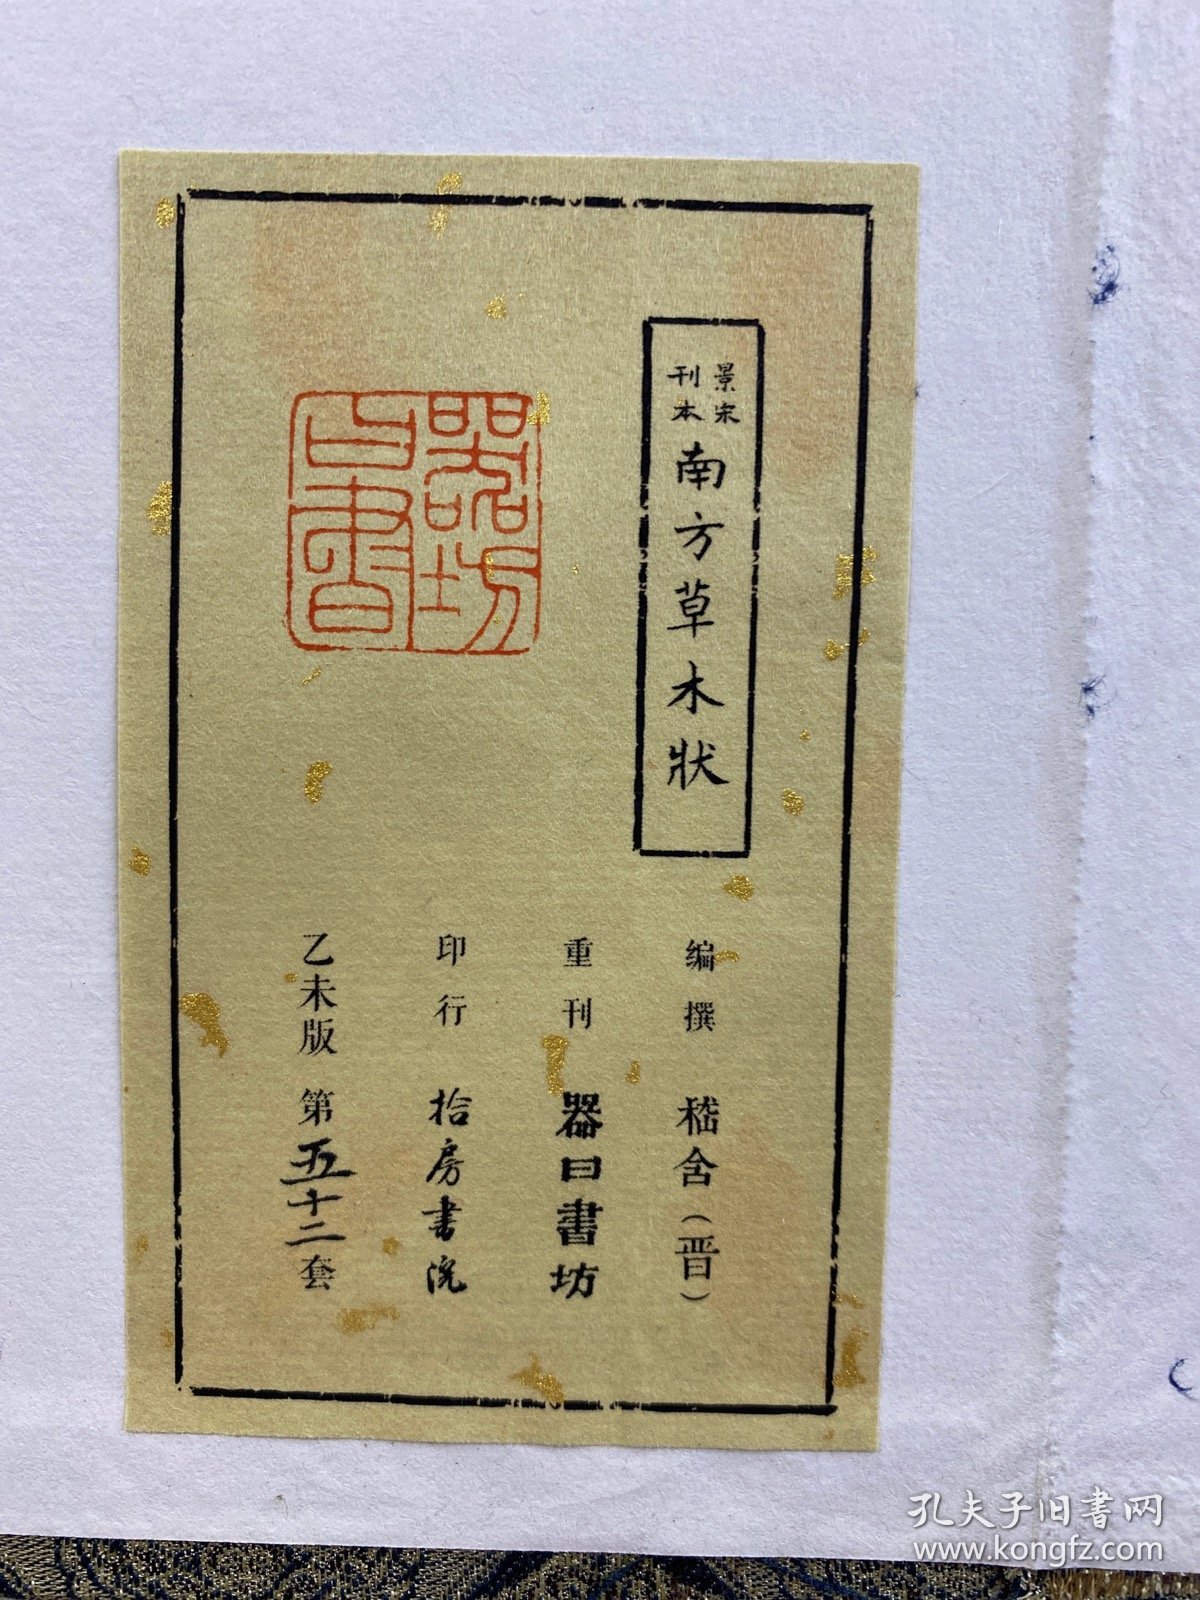 景宋
刊本
南方草木狀
编撰 嵇含（晋）
重刊 器曰書坊
印行 拾房书院
乙未版 第五十二套
器坊
曰書
孔夫子旧书网
www.kongfz.com